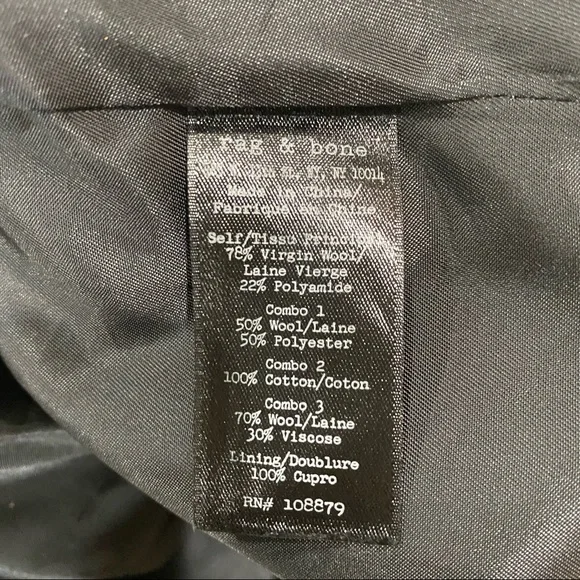 rag & bone
NY, NY 10014
Made in China/
Fabriqué en Chine
Self/Tissu Principal
78% Virgin Wool/
Laine Vierge
22% Polyamide
Combo 1
50% Wool/Laine
50% Polyester
Combo 2
100% Cotton/Coton
Combo 3
70% Wool/Laine
30% Viscose
Lining/Doublure
100% Cupro
RN# 108879